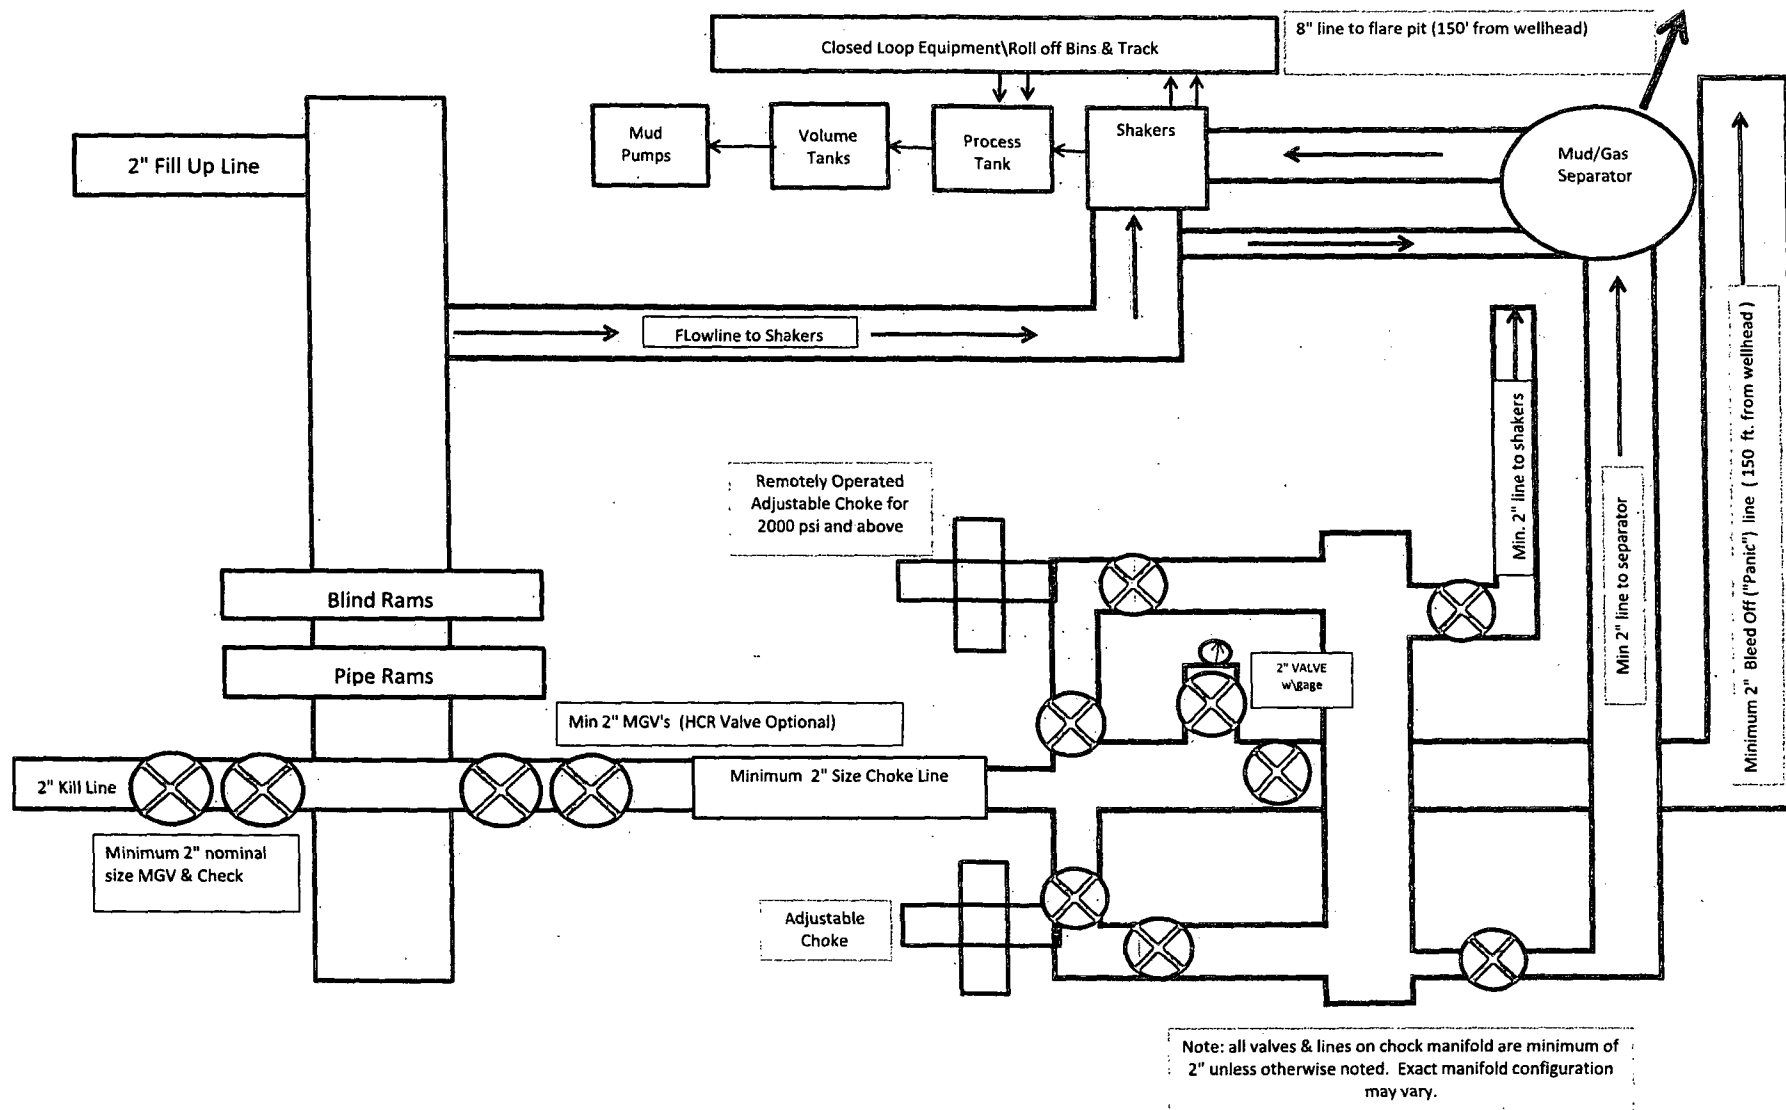 8" line to flare pit (150' from wellhead)
Closed Loop Equipment\Roll off Bins & Track
Mud
Pumps
Volume
Tanks
Process
Tank
Shakers
Mud/Gas
Separator
2" Fill Up Line
FLowline to Shakers
Min. 2" line to shakers
Min 2" line to separator
Minimum 2" Bleed Off ("Panic") line ( 150 ft. from wellhead )
Remotely Operated
Adjustable Choke for
2000 psi and above
Blind Rams
Pipe Rams
2" VALVE
w\gage
Min 2" MGV's (HCR Valve Optional)
2" Kill Line
Minimum 2" Size Choke Line
Minimum 2" nominal
size MGV & Check
Adjustable
Choke
Note: all valves & lines on chock manifold are minimum of
2" unless otherwise noted. Exact manifold configuration
may vary.